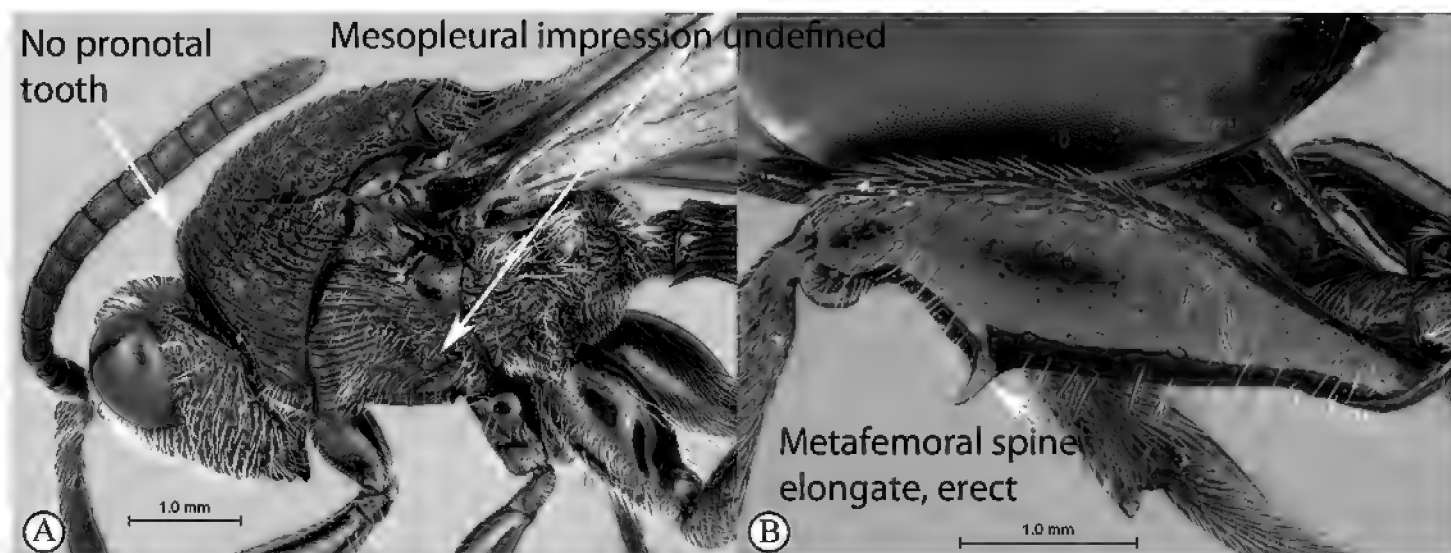 No pronotal
tooth
Mesopleural impression undefined
Metafemoral spine
elongate, erect
1.0 mm
A
1.0 mm
B